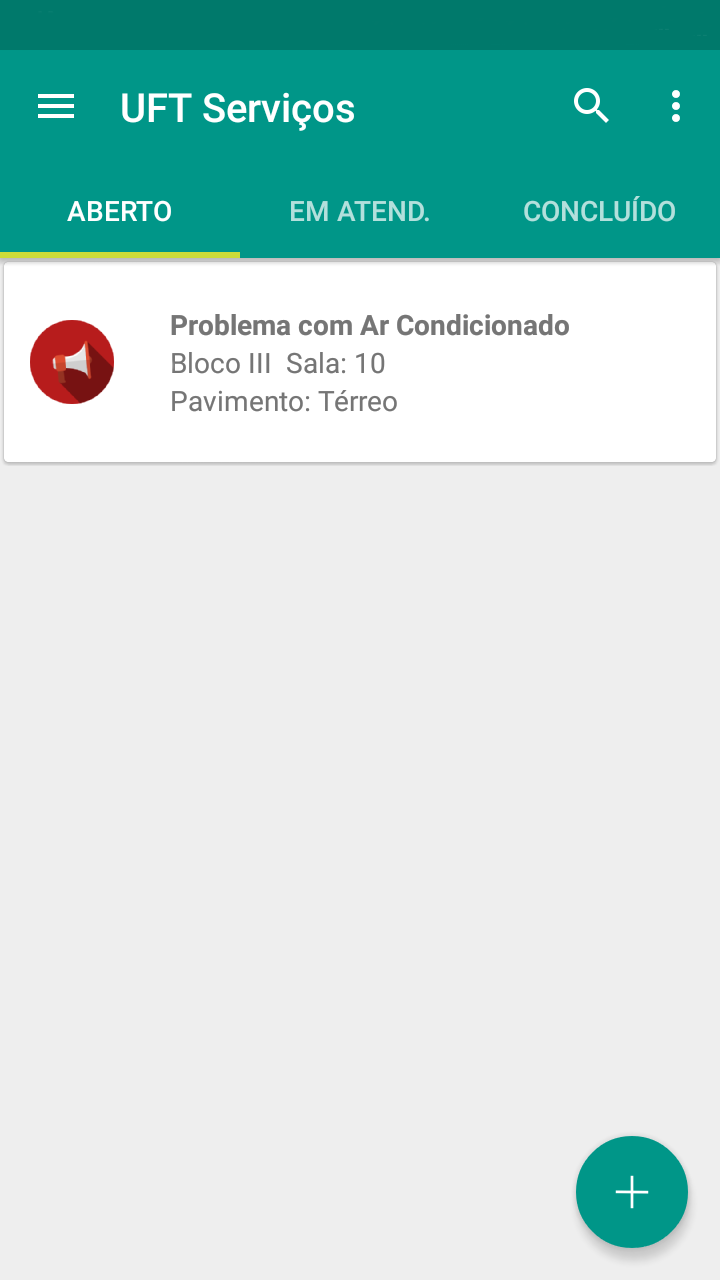 UFT Serviços
ABERTO EM ATEND. CONCLUÍDO
Problema com Ar Condicionado
Bloco III  Sala: 10
Pavimento: Térreo